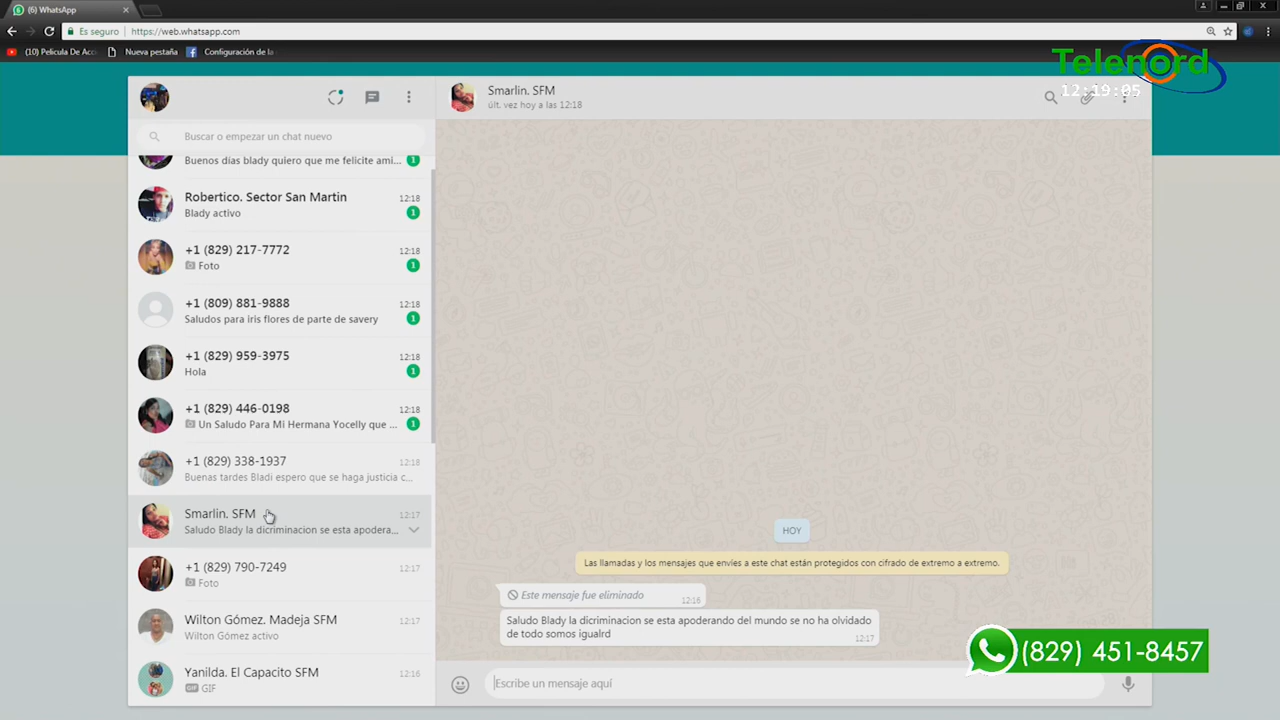 (6) WhatsApp
Es seguro https://web.whatsapp.com
(10) Pelicula De Acc Nueva pestaña Configuración de la
Telenord
12:19:05
Smarlin. SFM
últ. vez hoy a las 12:18
Buscar o empezar un chat nuevo
Buenos días blady quiero que me felicite ami... 1
Robertico. Sector San Martin 12:18
Blady activo 1
+1 (829) 217-7772 12:18
Foto 1
+1 (809) 881-9888 12:18
Saludos para iris flores de parte de savery 1
+1 (829) 959-3975 12:18
Hola 1
+1 (829) 446-0198 12:18
Un Saludo Para Mi Hermana Yocelly que ... 1
+1 (829) 338-1937 12:18
Buenas tardes Bladi espero que se haga justicia c...
Smarlin. SFM 12:17
Saludo Blady la dicriminacion se esta apodera...
+1 (829) 790-7249 12:17
Foto
Wilton Gómez. Madeja SFM 12:17
Wilton Gómez activo
Yanilda. El Capacito SFM 12:16
GIF
HOY
Las llamadas y los mensajes que envíes a este chat están protegidos con cifrado de extremo a extremo.
Este mensaje fue eliminado 12:16
Saludo Blady la dicriminacion se esta apoderando del mundo se no ha olvidado
de todo somos igualrd 12:17
Escribe un mensaje aquí
(829) 451-8457